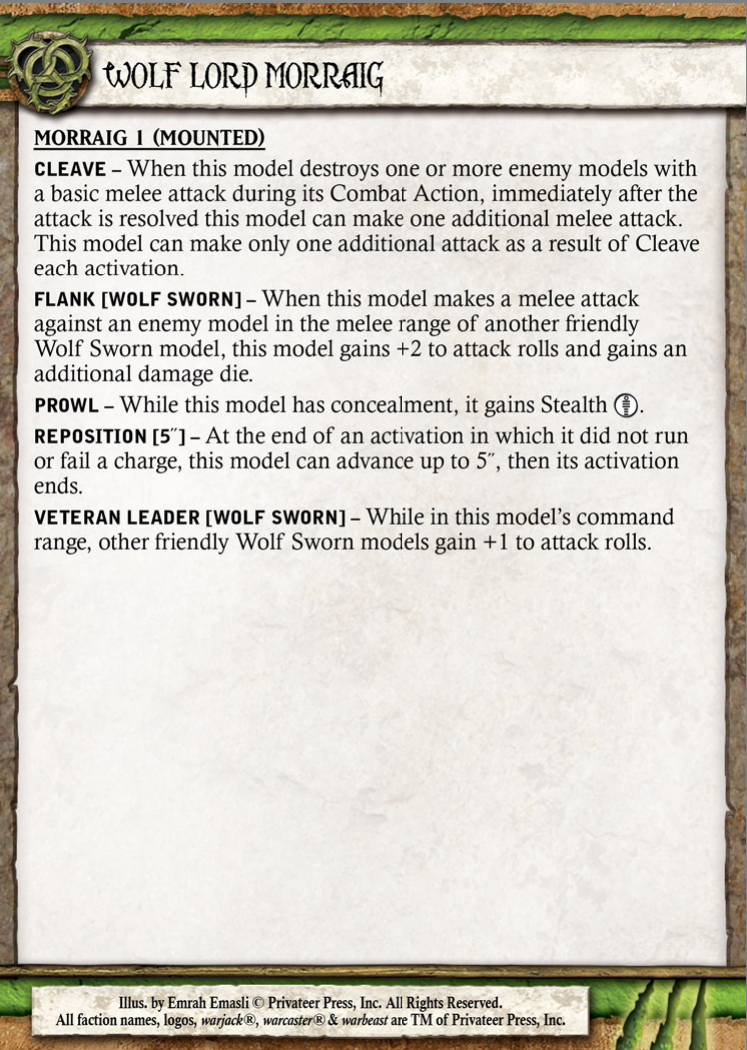 WOLF LORD MORRAIG
MORRAIG 1 (MOUNTED)
CLEAVE – When this model destroys one or more enemy models with
a basic melee attack during its Combat Action, immediately after the
attack is resolved this model can make one additional melee attack.
This model can make only one additional attack as a result of Cleave
each activation.
FLANK [WOLF SWORN] – When this model makes a melee attack
against an enemy model in the melee range of another friendly
Wolf Sworn model, this model gains +2 to attack rolls and gains an
additional damage die.
PROWL – While this model has concealment, it gains Stealth.
REPOSITION [5˝] – At the end of an activation in which it did not run
or fail a charge, this model can advance up to 5˝, then its activation
ends.
VETERAN LEADER [WOLF SWORN] – While in this model’s command
range, other friendly Wolf Sworn models gain +1 to attack rolls.
Illus. by Emrah Emasli © Privateer Press, Inc. All Rights Reserved.
All faction names, logos, warjack®, warcaster® & warbeast are TM of Privateer Press, Inc.